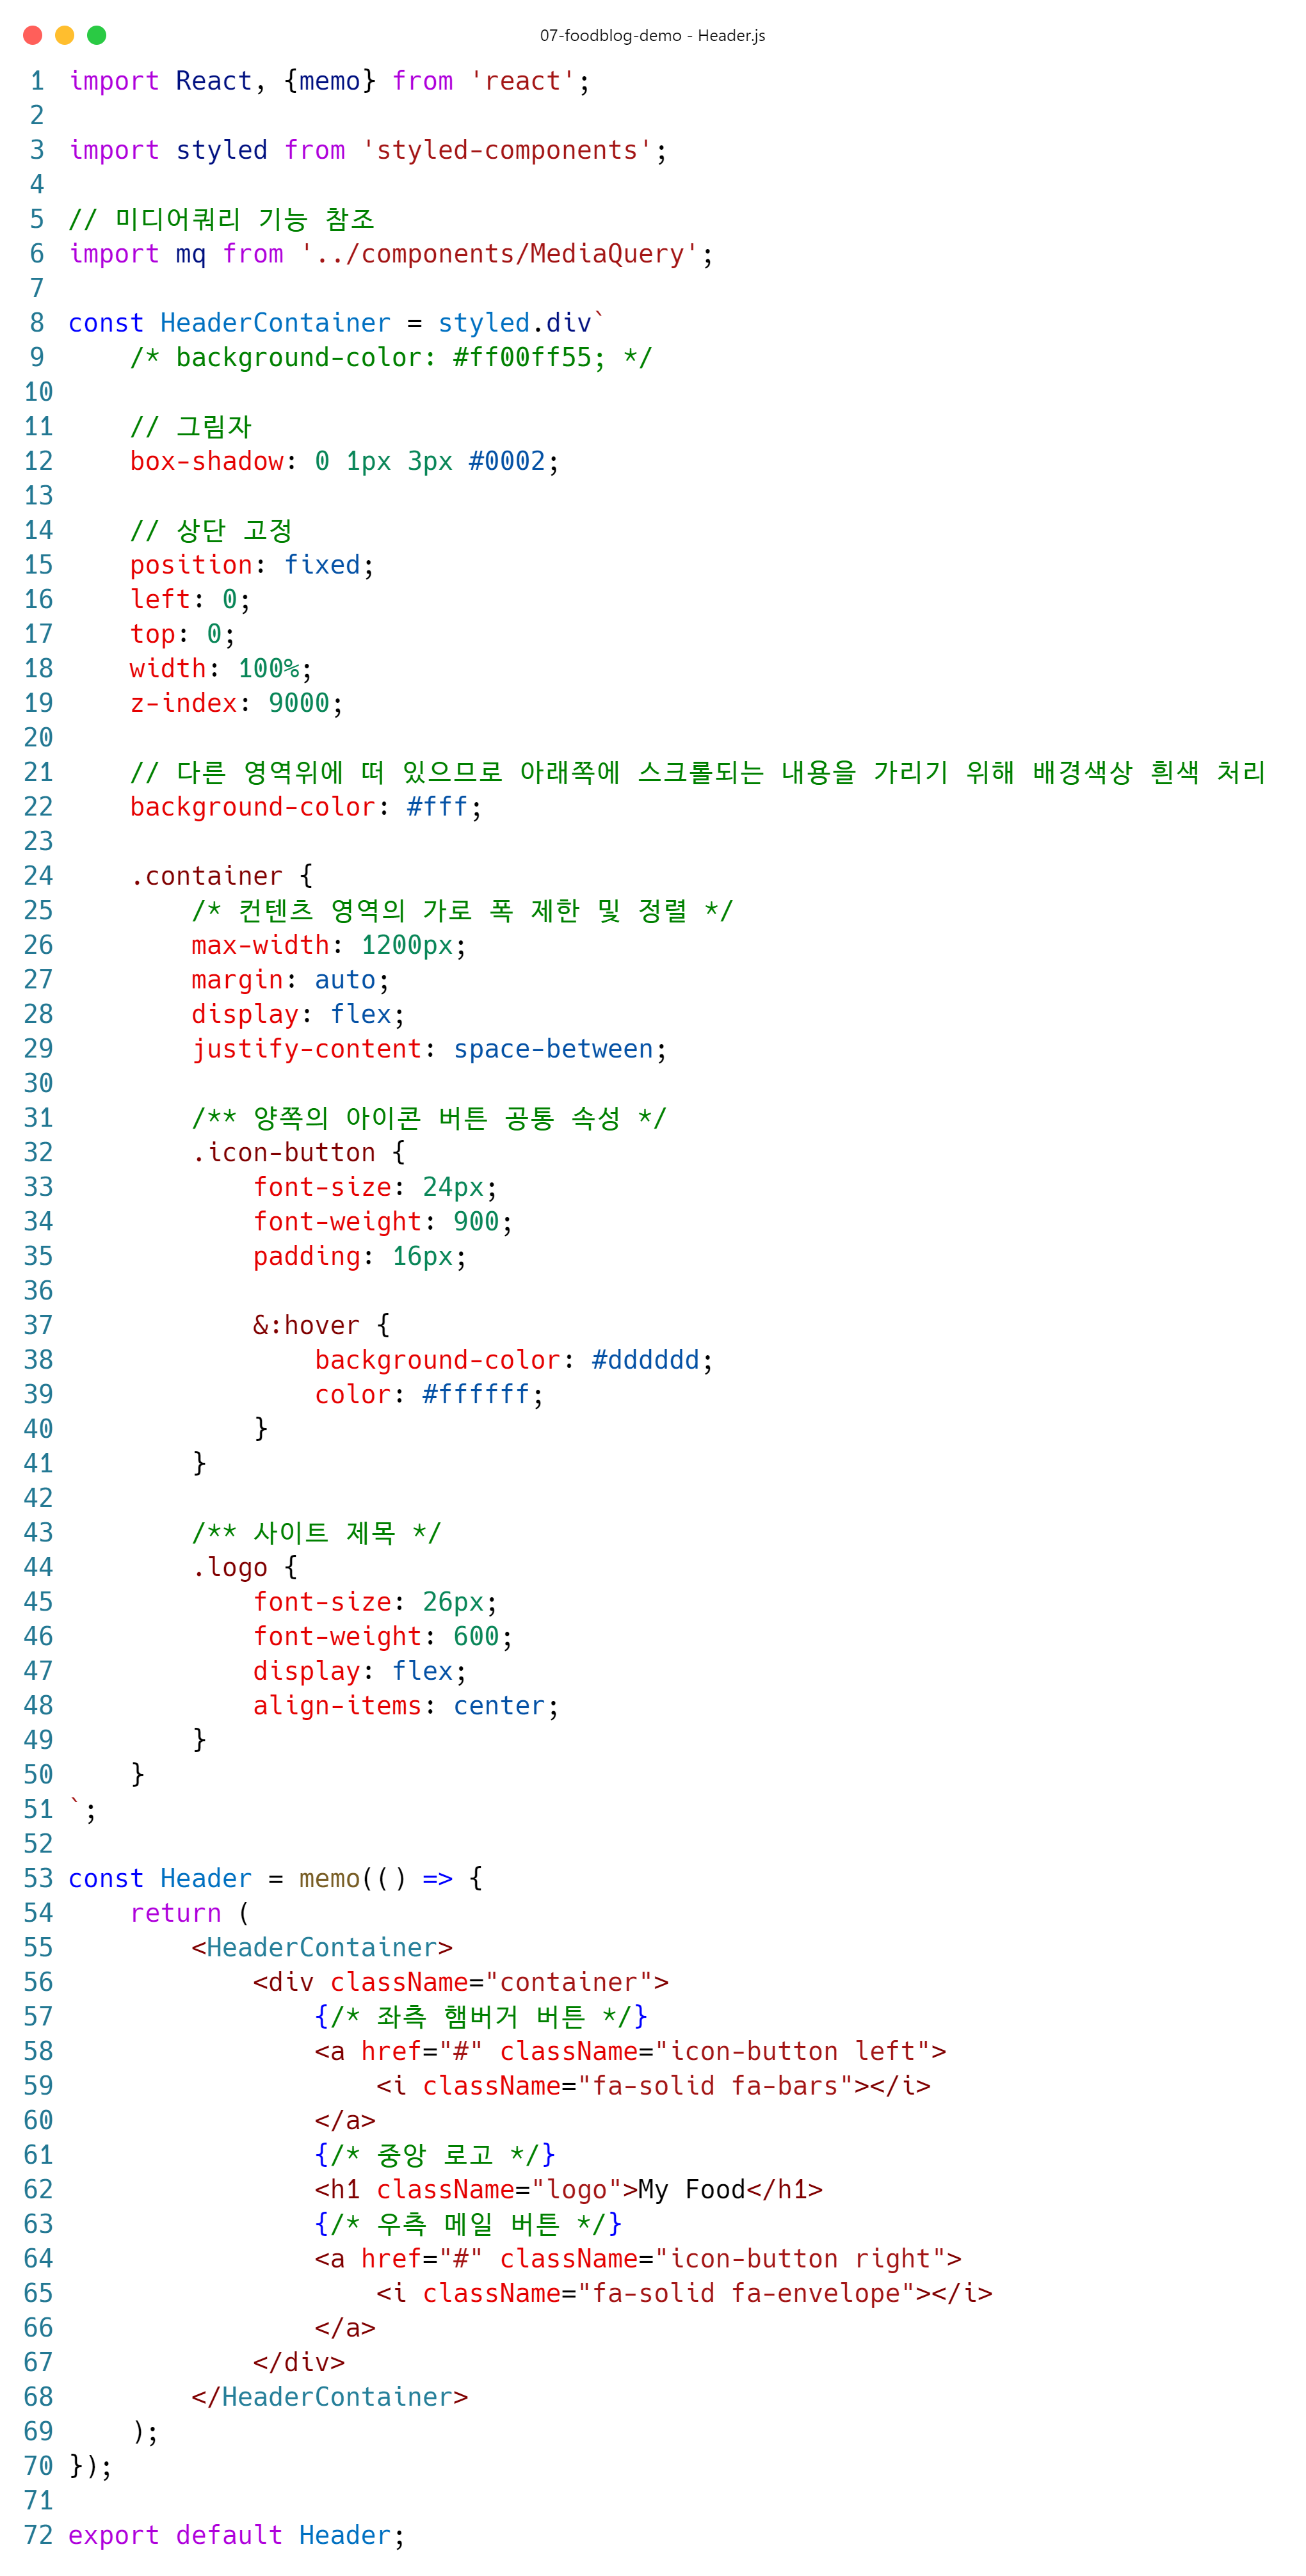 07-foodblog-demo - Header.js
1 import React, {memo} from 'react';
2
3 import styled from 'styled-components';
4
5 // 미디어쿼리 기능 참조
6 import mq from '../components/MediaQuery';
7
8 const HeaderContainer = styled.div`
9     /* background-color: #ff00ff55; */
10
11     // 그림자
12     box-shadow: 0 1px 3px #0002;
13
14     // 상단 고정
15     position: fixed;
16     left: 0;
17     top: 0;
18     width: 100%;
19     z-index: 9000;
20
21     // 다른 영역위에 떠 있으므로 아래쪽에 스크롤되는 내용을 가리기 위해 배경색상 흰색 처리
22     background-color: #fff;
23
24     .container {
25         /* 컨텐츠 영역의 가로 폭 제한 및 정렬 */
26         max-width: 1200px;
27         margin: auto;
28         display: flex;
29         justify-content: space-between;
30
31         /** 양쪽의 아이콘 버튼 공통 속성 */
32         .icon-button {
33             font-size: 24px;
34             font-weight: 900;
35             padding: 16px;
36
37             &:hover {
38                 background-color: #dddddd;
39                 color: #ffffff;
40             }
41         }
42
43         /** 사이트 제목 */
44         .logo {
45             font-size: 26px;
46             font-weight: 600;
47             display: flex;
48             align-items: center;
49         }
50     }
51 `;
52
53 const Header = memo(() => {
54     return (
55         <HeaderContainer>
56             <div className="container">
57                 {/* 좌측 햄버거 버튼 */}
58                 <a href="#" className="icon-button left">
59                     <i className="fa-solid fa-bars"></i>
60                 </a>
61                 {/* 중앙 로고 */}
62                 <h1 className="logo">My Food</h1>
63                 {/* 우측 메일 버튼 */}
64                 <a href="#" className="icon-button right">
65                     <i className="fa-solid fa-envelope"></i>
66                 </a>
67             </div>
68         </HeaderContainer>
69     );
70 });
71
72 export default Header;